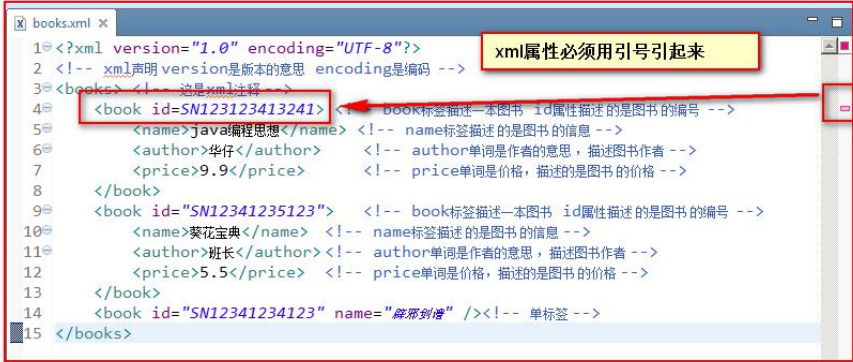 books.xml
xml属性必须用引号引起来
1 <?xml version="1.0" encoding="UTF-8"?>
2 <!-- xml声明 version是版本的意思 encoding是编码 -->
3 <books> <!-- 这是xml注释 -->
4 <book id=SN123123413241> <!-- book标签描述一本图书 id属性描述的是图书的编号 -->
5 <name>java编程思想</name> <!-- name标签描述的是图书的信息 -->
6 <author>华仔</author> <!-- author单词是作者的意思，描述图书作者 -->
7 <price>9.9</price> <!-- price单词是价格，描述的是图书的价格 -->
8 </book>
9 <book id="SN12341235123"> <!-- book标签描述一本图书 id属性描述的是图书的编号 -->
10 <name>葵花宝典</name> <!-- name标签描述的是图书的信息 -->
11 <author>班长</author> <!-- author单词是作者的意思，描述图书作者 -->
12 <price>5.5</price> <!-- price单词是价格，描述的是图书的价格 -->
13 </book>
14 <book id="SN12341234123" name="辟邪剑谱" /><!-- 单标签 -->
15 </books>